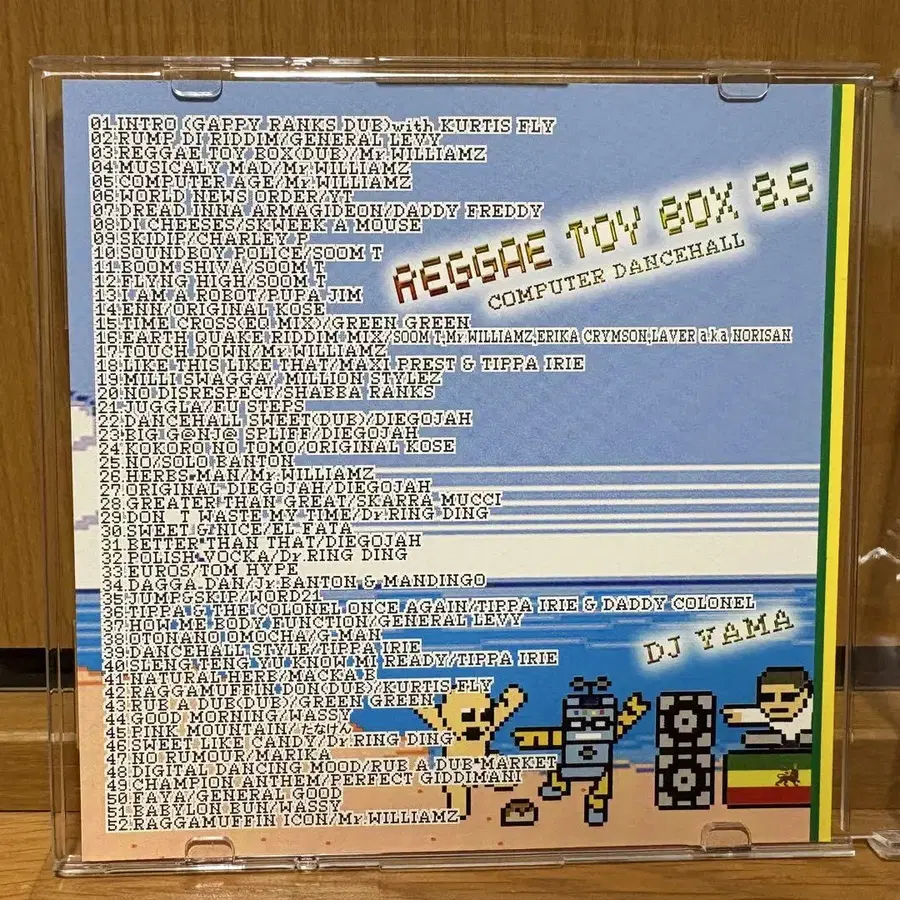 01.INTRO (GAPPY RANKS DUB)with KURTIS FLY
02.RUMP DI RIDDIM/GENERAL LEVY
03.REGGAE TOY BOX(DUB)/Mr.WILLIAMZ
04.MUSICALY MAD/Mr.WILLIAMZ
05.COMPUTER AGE/Mr.WILLIAMZ
06.WORLD NEWS ORDER/YT
07.DREAD INNA ARMAGIDEON/DADDY FREDDY
08.DI CHEESES/SKWEEK A MOUSE
09.SKIDIP/CHARLEY P
10.SOUNDBOY POLICE/SOOM T
11.BOOM SHIVA/SOOM T
12.FLYNG HIGH/SOOM T
13.I AM A ROBOT/PUPA JIM
14.ENN/ORIGINAL KOSE
15.TIME CROSS(EQ MIX)/GREEN GREEN
16.EARTH QUAKE RIDDIM MIX/SOOM T,Mr.WILLIAMZ,ERIKA CRYMSON,LAVER a.k.a NORISAN
17.TOUCH DOWN/Mr.WILLIAMZ
18.LIKE THIS LIKE THAT/MAXI PREST & TIPPA IRIE
19.MILLI SWAGGA/ MILLION STYLEZ
20.NO DISRESPECT/SHABBA RANKS
21.JUGGLA/FU STEPS
22.DANCEHALL SWEET(DUB)/DIEGOJAH
23.BIG G@NJ@ SPLIFF/DIEGOJAH
24.KOKORO NO TOMO/ORIGINAL KOSE
25.NO/SOLO KANTON
26.HERBS MAN/Mr.WILLIAMZ
27.ORIGINAL DIEGOJAH/DIEGOJAH
28.GREATER THAN GREAT/SKARRA MUCCI
29.DON_T WASTE MY TIME/Dr.RING DING
30.SWEET & NICE/EL FATA
31.BETTER THAN THAT/DIEGOJAH
32.POLISH VOCKA/Dr.RING DING
33.EUROS/TOM HYPE
34.DAGGA DAN/Jr.BANTON & MANDINGO
35.JUMP&SKIP/WORD21
36.TIPPA & THE COLONEL ONCE AGAIN/TIPPA IRIE & DADDY COLONEL
37.HOW ME BODY FUNCTION/GENERAL LEVY
38.OTONANO OMOCHA/G MAN
39.DANCEHALL STYLE/TIPPA IRIE
40.SLENG TENG YU KNOW MI READY/TIPPA IRIE
41.NATURAL HERB/MACKA B
42.RAGGAMUFFIN DON(DUB)/KURTIS FLY
43.RUB_A_DUB(DUB)/GREEN GREEN
44.GOOD MORNING/WASSY
45.PINK MOUNTAIN/たなげん
46.SWEET LIKE CANDY/Dr.RING DING
47.NO RUMOUR/MARIKA
48.DIGITAL DANCING MOOD/RUB A DUB MARKET
49.CHAMPION ANTHEM/PERFECT GIDDIMANI
50.FAYA/GENERAL GOOD
51.BABYLON BUN/WASSY
52.RAGGAMUFFIN ICON/Mr.WILLIAMZ
REGGAE TOY BOX 8.5
COMPUTER DANCEHALL
DJ YAMA